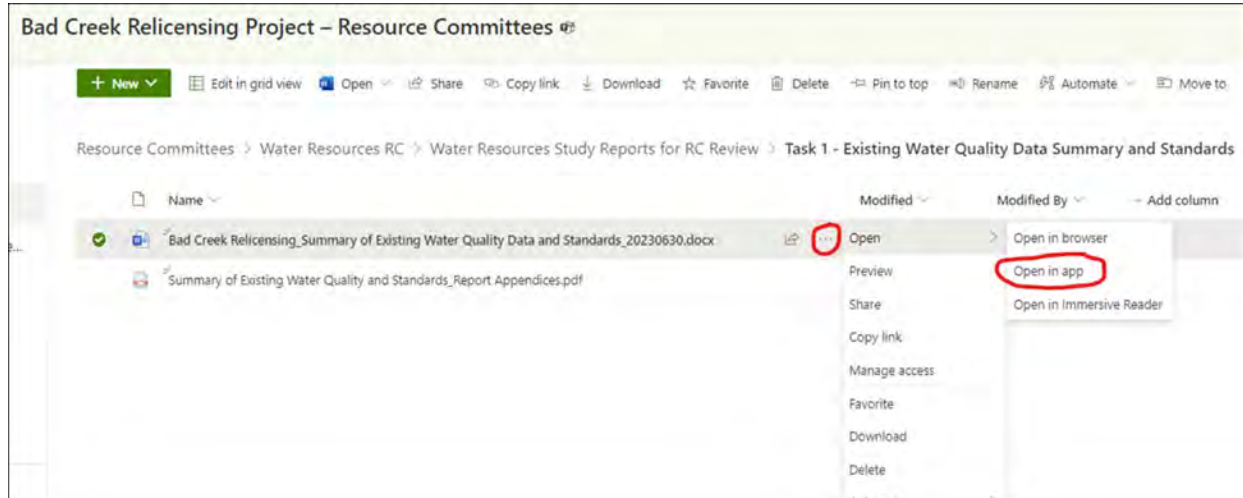 Bad Creek Relicensing Project – Resource Committees
+ New Edit in grid view Open Share Copy link Download Favorite Delete Pin to top Rename Automate Move to
Resource Committees > Water Resources RC > Water Resources Study Reports for RC Review > Task 1 - Existing Water Quality Data Summary and Standards
Name Modified Modified By Add column
e...
Bad Creek Relicensing_Summary of Existing Water Quality Data and Standards_20230630.docx ... Open > Open in browser
Summary of Existing Water Quality and Standards_Report Appendices.pdf Preview Open in app
Share Open in Immersive Reader
Copy link
Manage access
Favorite
Download
Delete